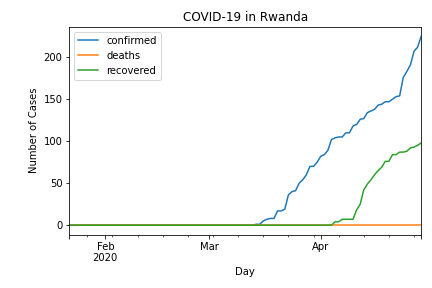 COVID-19 in Rwanda
confirmed
deaths
recovered
Number of Cases
200
150
100
50
0
Feb
2020
Mar
Apr
Day